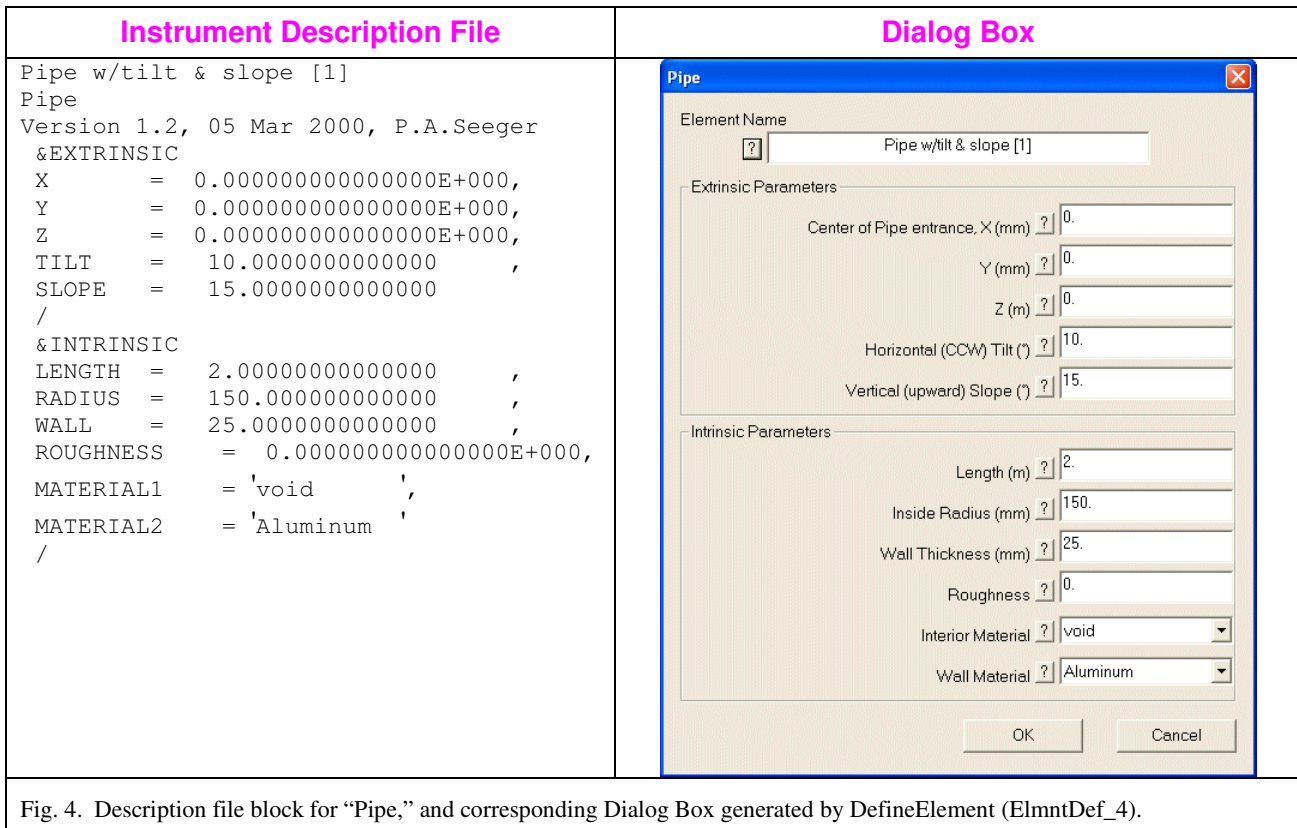 Instrument Description File
Pipe w/tilt & slope [1]
Pipe
Version 1.2, 05 Mar 2000, P.A.Seeger
&EXTRINSIC
X = 0.000000000000000E+000,
Y = 0.000000000000000E+000,
Z = 0.000000000000000E+000,
TILT = 10.0000000000000 ,
SLOPE = 15.0000000000000
/
&INTRINSIC
LENGTH = 2.00000000000000 ,
RADIUS = 150.000000000000 ,
WALL = 25.0000000000000 ,
ROUGHNESS = 0.000000000000000E+000,
MATERIAL1 = 'void ',
MATERIAL2 = 'Aluminum '
/
Dialog Box
Pipe
Element Name
? Pipe w/tilt & slope [1]
Extrinsic Parameters
Center of Pipe entrance, X (mm) ? 0.
Y (mm) ? 0.
Z (m) ? 0.
Horizontal (CCW) Tilt (°) ? 10.
Vertical (upward) Slope (°) ? 15.
Intrinsic Parameters
Length (m) ? 2.
Inside Radius (mm) ? 150.
Wall Thickness (mm) ? 25.
Roughness ? 0.
Interior Material ? void
Wall Material ? Aluminum
OK Cancel
Fig. 4. Description file block for “Pipe,” and corresponding Dialog Box generated by DefineElement (ElmntDef_4).